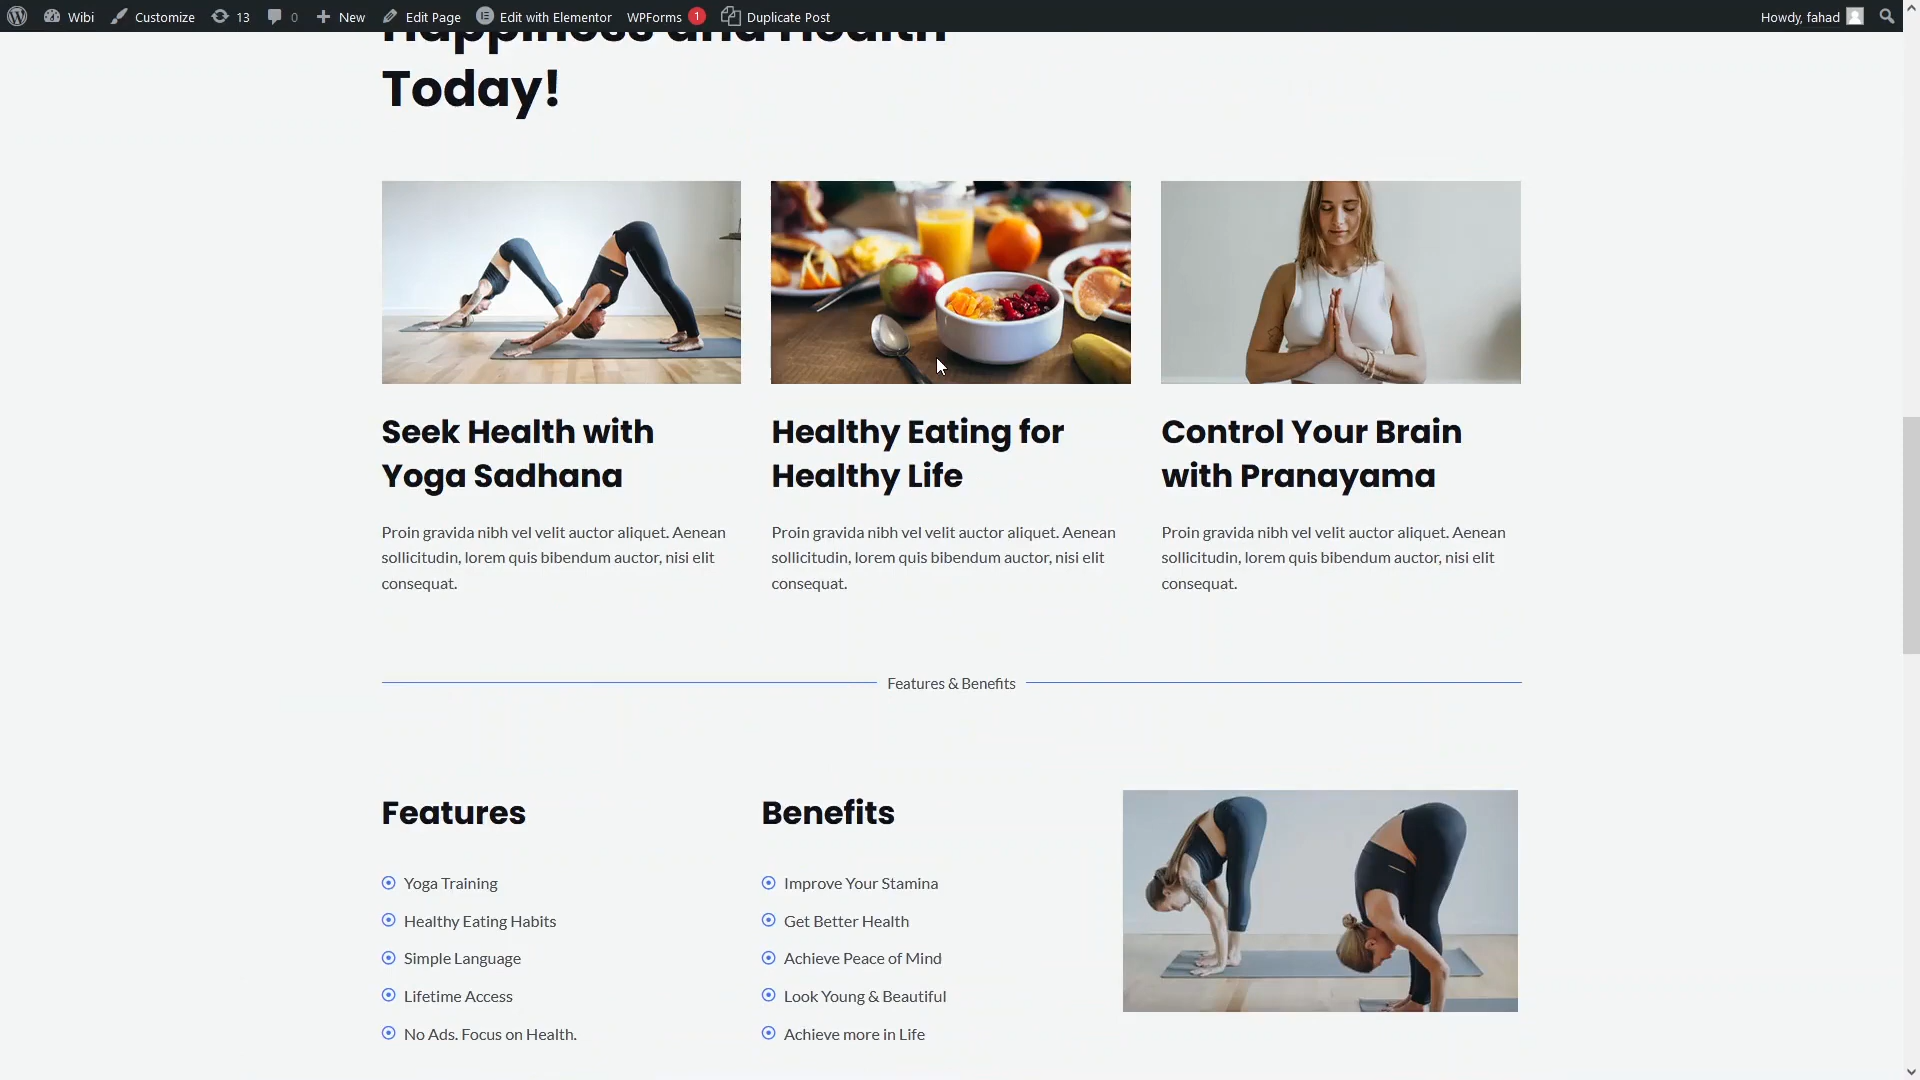 Wibi Customize 13 0 New Edit Page Edit with Elementor WPForms 1 Duplicate Post Howdy, fahad
Happiness and Health
Today!
Seek Health with
Yoga Sadhana
Proin gravida nibh vel velit auctor aliquet. Aenean
sollicitudin, lorem quis bibendum auctor, nisi elit
consequat.
Healthy Eating for
Healthy Life
Proin gravida nibh vel velit auctor aliquet. Aenean
sollicitudin, lorem quis bibendum auctor, nisi elit
consequat.
Control Your Brain
with Pranayama
Proin gravida nibh vel velit auctor aliquet. Aenean
sollicitudin, lorem quis bibendum auctor, nisi elit
consequat.
Features & Benefits
Features
Yoga Training
Healthy Eating Habits
Simple Language
Lifetime Access
No Ads. Focus on Health.
Benefits
Improve Your Stamina
Get Better Health
Achieve Peace of Mind
Look Young & Beautiful
Achieve more in Life